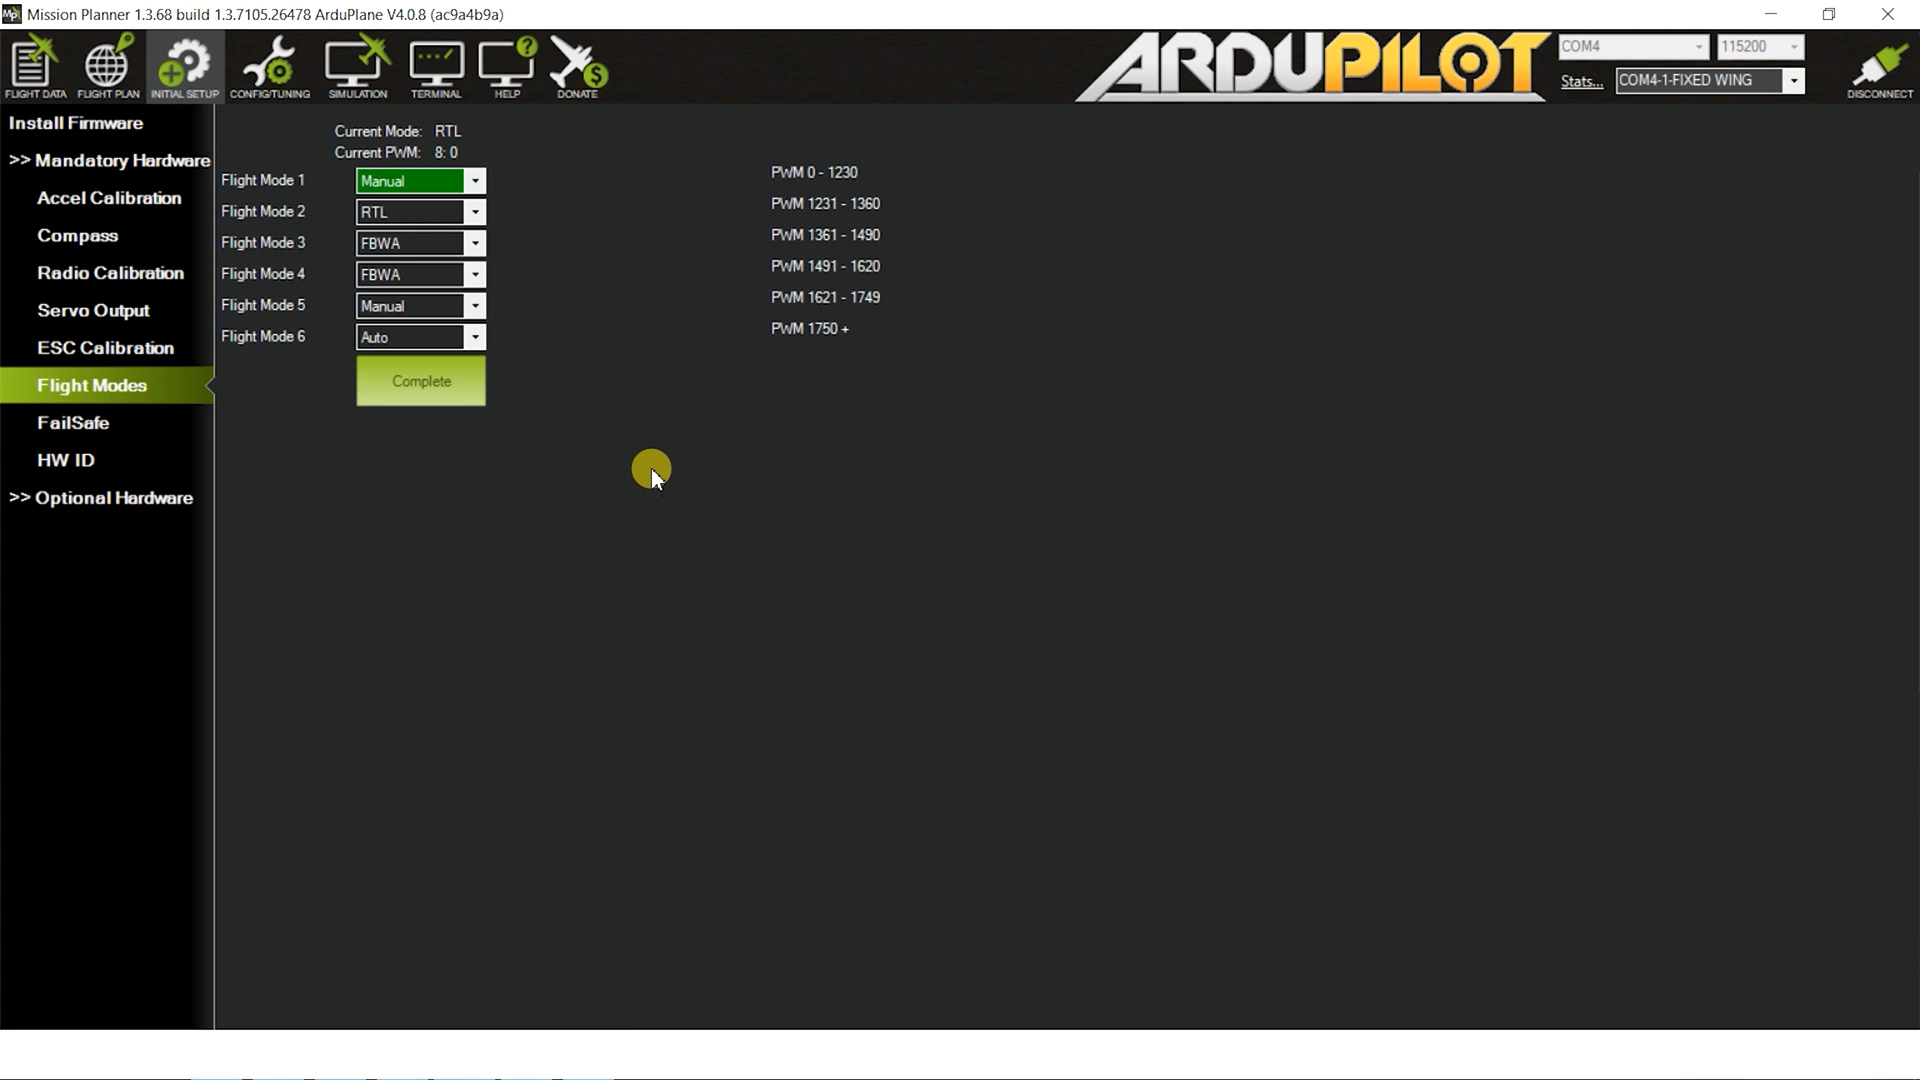 Mp Mission Planner 1.3.68 build 1.3.7105.26478 ArduPlane V4.0.8 (ac9a4b9a)
FLIGHT DATA FLIGHT PLAN INITIAL SETUP CONFIG/TUNING SIMULATION TERMINAL HELP DONATE
ARDUPILOT
COM4 115200
Stats... COM4-1-FIXED WING
DISCONNECT
Install Firmware
>> Mandatory Hardware
Accel Calibration
Compass
Radio Calibration
Servo Output
ESC Calibration
Flight Modes
FailSafe
HW ID
>> Optional Hardware
Current Mode: RTL
Current PWM: 8: 0
Flight Mode 1 Manual PWM 0 - 1230
Flight Mode 2 RTL PWM 1231 - 1360
Flight Mode 3 FBWA PWM 1361 - 1490
Flight Mode 4 FBWA PWM 1491 - 1620
Flight Mode 5 Manual PWM 1621 - 1749
Flight Mode 6 Auto PWM 1750 +
Complete